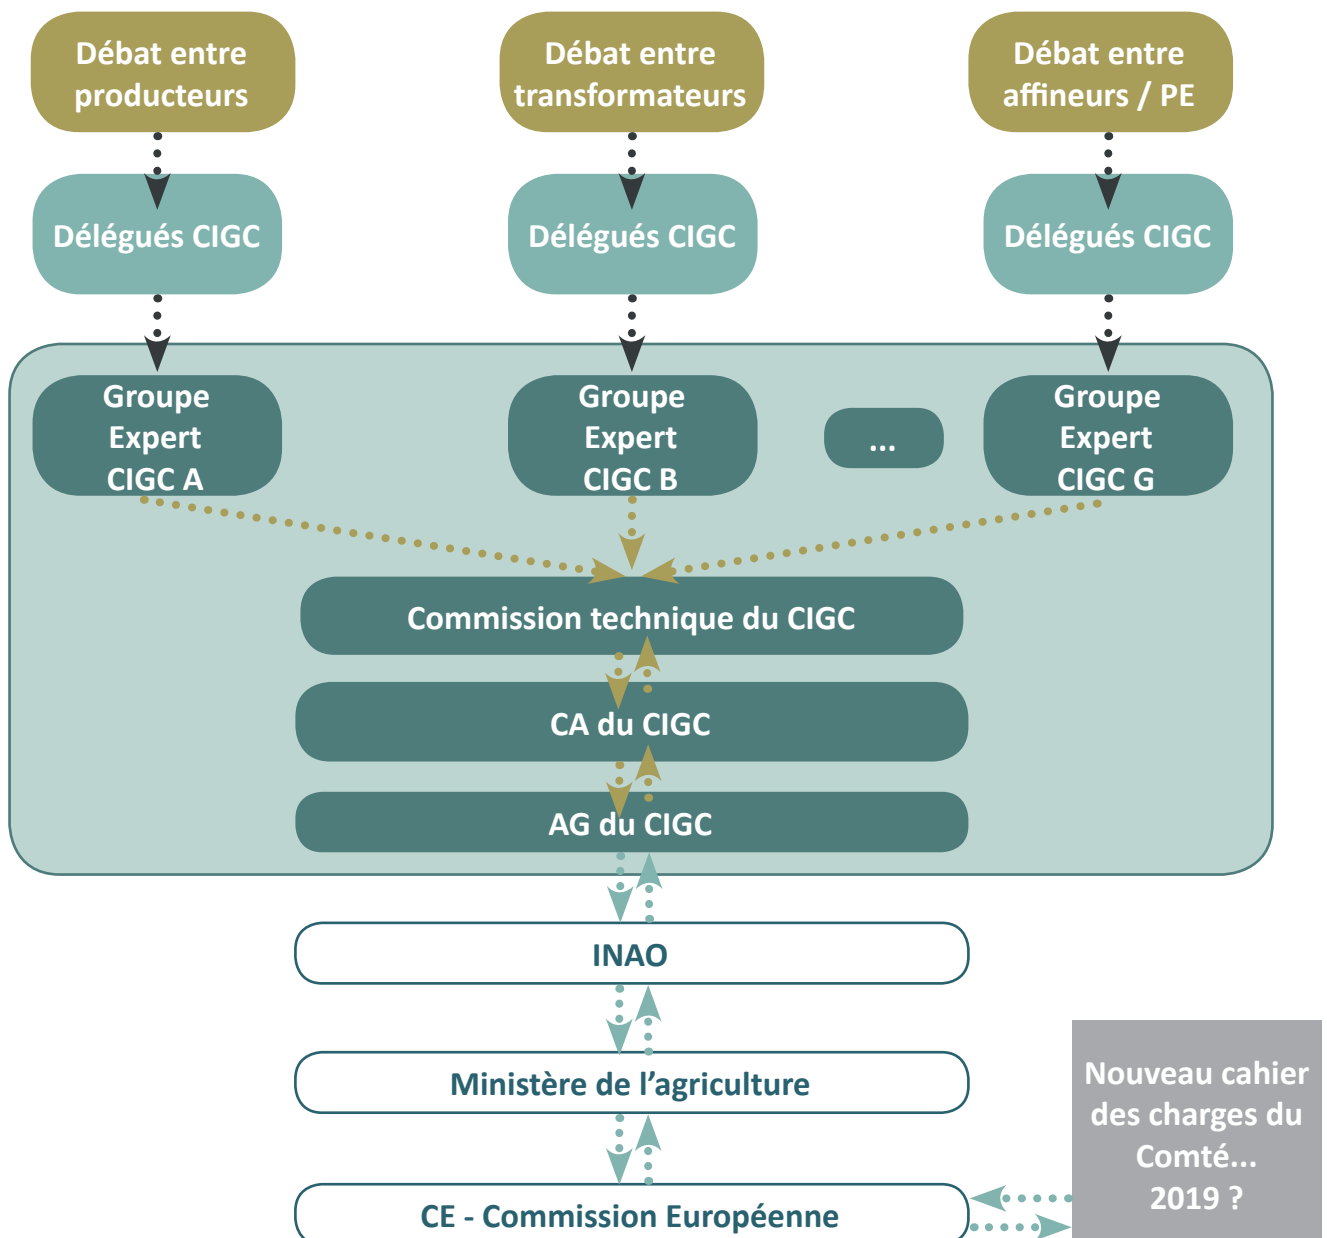 Débat entre
producteurs
Débat entre
transformateurs
Débat entre
affineurs / PE
Délégués CIGC
Délégués CIGC
Délégués CIGC
Groupe
Expert
CIGC A
Groupe
Expert
CIGC B
...
Groupe
Expert
CIGC G
Commission technique du CIGC
CA du CIGC
AG du CIGC
INAO
Ministère de l'agriculture
CE - Commission Européenne
Nouveau cahier
des charges du
Comté...
2019 ?